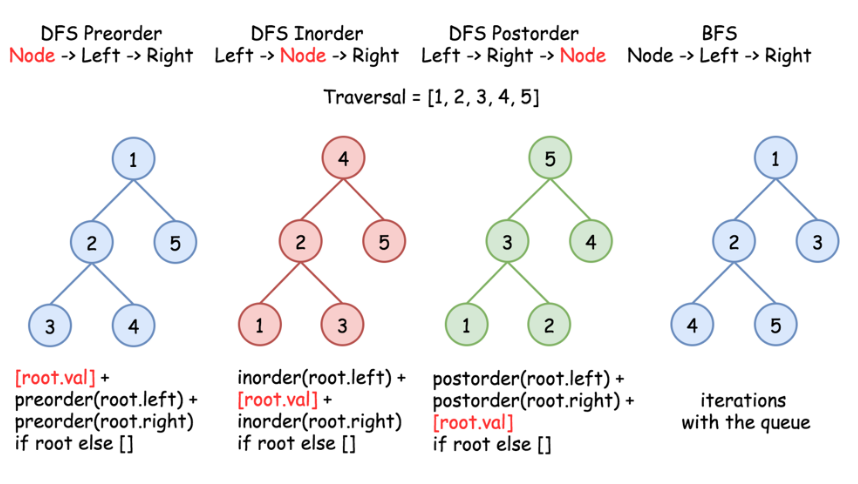 DFS Preorder
Node -> Left -> Right
DFS Inorder
Left -> Node -> Right
DFS Postorder
Left -> Right -> Node
BFS
Node -> Left -> Right
Traversal = [1, 2, 3, 4, 5]
1
2
5
3
4
4
2
5
1
3
5
3
4
1
2
1
2
3
4
5
[root.val] +
preorder(root.left) +
preorder(root.right)
if root else []
inorder(root.left) +
[root.val] +
inorder(root.right)
if root else []
postorder(root.left) +
postorder(root.right) +
[root.val]
if root else []
iterations
with the queue